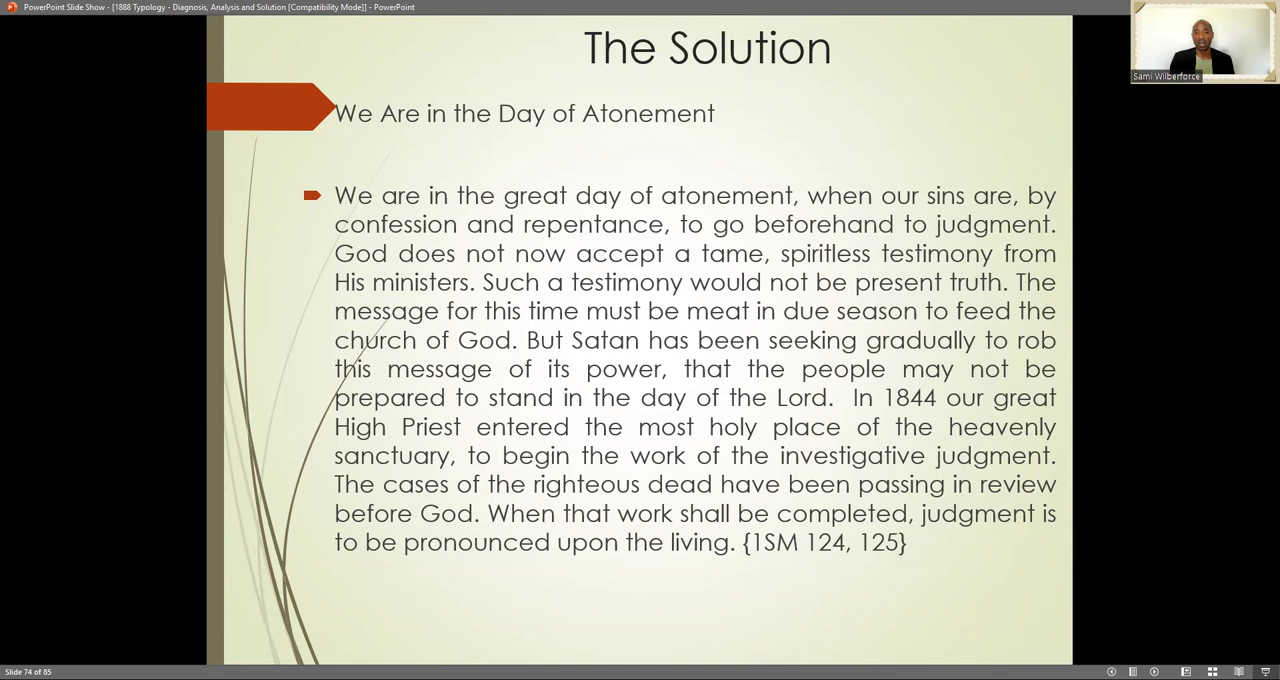 PowerPoint Slide Show - [1888 Typology - Diagnosis, Analysis and Solution [Compatibility Mode]] - PowerPoint
Sami Wilberforce
The Solution
We Are in the Day of Atonement
We are in the great day of atonement, when our sins are, by
confession and repentance, to go beforehand to judgment.
God does not now accept a tame, spiritless testimony from
His ministers. Such a testimony would not be present truth. The
message for this time must be meat in due season to feed the
church of God. But Satan has been seeking gradually to rob
this message of its power, that the people may not be
prepared to stand in the day of the Lord.  In 1844 our great
High Priest entered the most holy place of the heavenly
sanctuary, to begin the work of the investigative judgment.
The cases of the righteous dead have been passing in review
before God. When that work shall be completed, judgment is
to be pronounced upon the living. {1SM 124, 125}
Slide 74 of 85